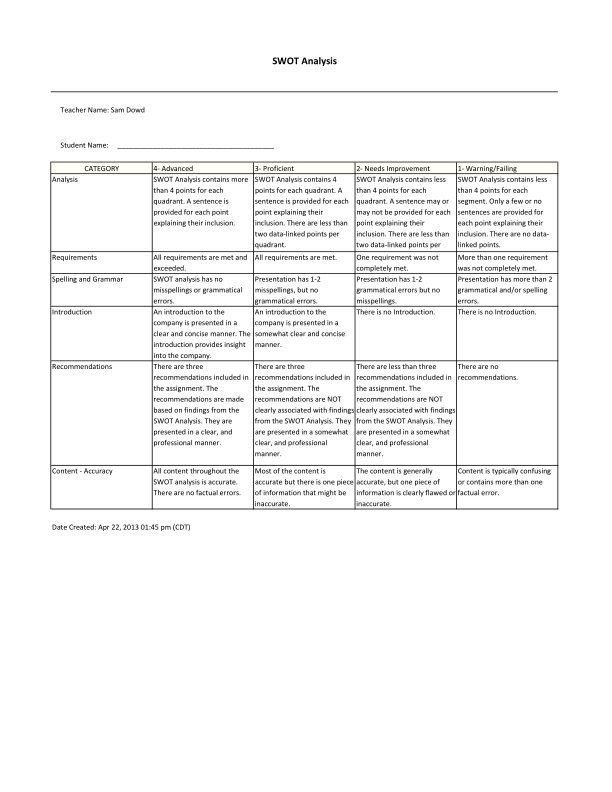 SWOT Analysis
Teacher Name: Sam Dowd
Student Name: ________________________________________
CATEGORY
4- Advanced
3- Proficient
2- Needs Improvement
1- Warning/Failing
Analysis
SWOT Analysis contains more
than 4 points for each
quadrant. A sentence is
provided for each point
explaining their inclusion.
SWOT Analysis contains 4
points for each quadrant. A
sentence is provided for each
point explaining their
inclusion. There are less than
two data-linked points per
quadrant.
SWOT Analysis contains less
than 4 points for each
quadrant. A sentence may or
may not be provided for each
point explaining their
inclusion. There are less than
two data-linked points per
SWOT Analysis contains less
than 4 points for each
segment. Only a few or no
sentences are provided for
each point explaining their
inclusion. There are no data-
linked points.
Requirements
All requirements are met and
exceeded.
All requirements are met.
One requirement was not
completely met.
More than one requirement
was not completely met.
Spelling and Grammar
SWOT analysis has no
misspellings or grammatical
errors.
Presentation has 1-2
misspellings, but no
grammatical errors.
Presentation has 1-2
grammatical errors but no
misspellings.
Presentation has more than 2
grammatical and/or spelling
errors.
Introduction
An introduction to the
company is presented in a
clear and concise manner. The
introduction provides insight
into the company.
An introduction to the
company is presented in a
somewhat clear and concise
manner.
There is no Introduction.
There is no Introduction.
Recommendations
There are three
recommendations included in
the assignment. The
recommendations are made
based on findings from the
SWOT Analysis. They are
presented in a clear, and
professional manner.
There are three
recommendations included in
the assignment. The
recommendations are NOT
clearly associated with findings
from the SWOT Analysis. They
are presented in a somewhat
clear, and professional
manner.
There are less than three
recommendations included in
the assignment. The
recommendations are NOT
clearly associated with findings
from the SWOT Analysis. They
are presented in a somewhat
clear, and professional
manner.
There are no
recommendations.
Content - Accuracy
All content throughout the
SWOT analysis is accurate.
There are no factual errors.
Most of the content is
accurate but there is one piece
of information that might be
inaccurate.
The content is generally
accurate, but one piece of
information is clearly flawed or
inaccurate.
Content is typically confusing
or contains more than one
factual error.
Date Created: Apr 22, 2013 01:45 pm (CDT)